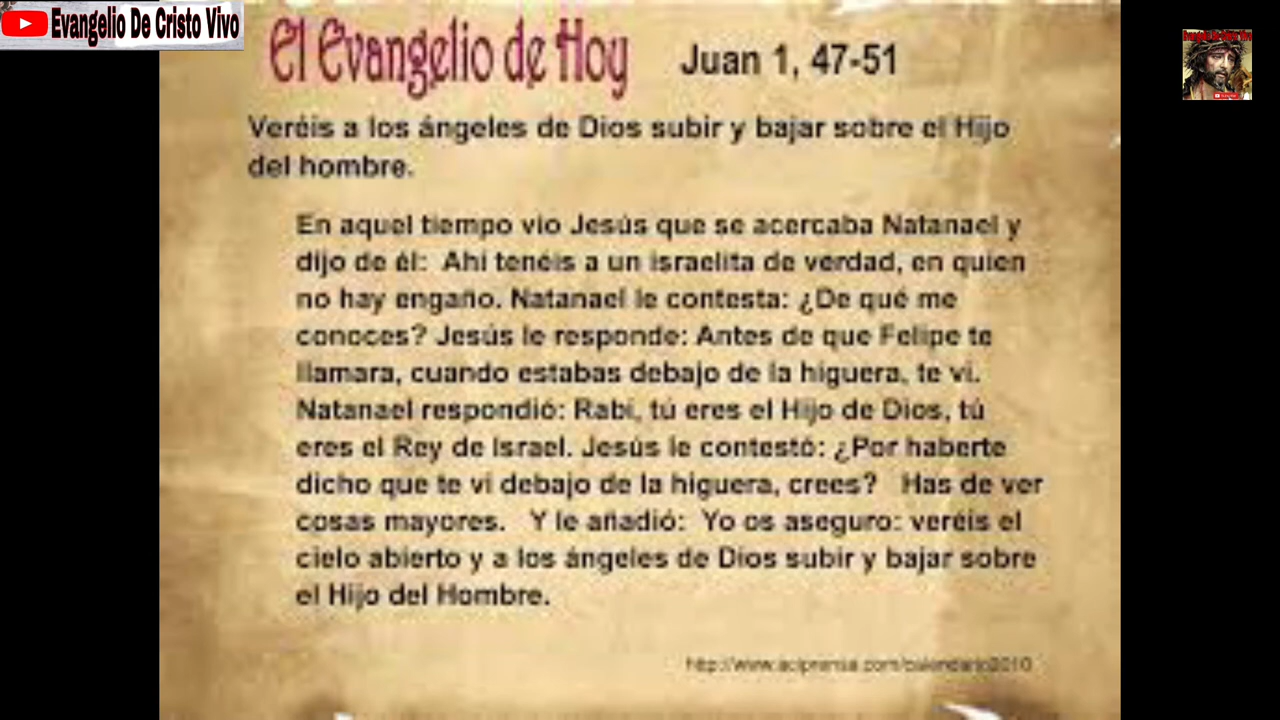 Evangelio De Cristo Vivo
El Evangelio de Hoy
Juan 1, 47-51
Veréis a los ángeles de Dios subir y bajar sobre el Hijo
del hombre.
En aquel tiempo vio Jesús que se acercaba Natanael y
dijo de él: Ahí tenéis a un israelita de verdad, en quien
no hay engaño. Natanael le contesta: ¿De qué me
conoces? Jesús le responde: Antes de que Felipe te
llamara, cuando estabas debajo de la higuera, te vi.
Natanael respondió: Rabí, tú eres el Hijo de Dios, tú
eres el Rey de Israel. Jesús le contestó: ¿Por haberte
dicho que te vi debajo de la higuera, crees? Has de ver
cosas mayores. Y le añadió: Yo os aseguro: veréis el
cielo abierto y a los ángeles de Dios subir y bajar sobre
el Hijo del Hombre.
http://www.aciprensa.com/calendario2010
Evangelio De Cristo Vivo